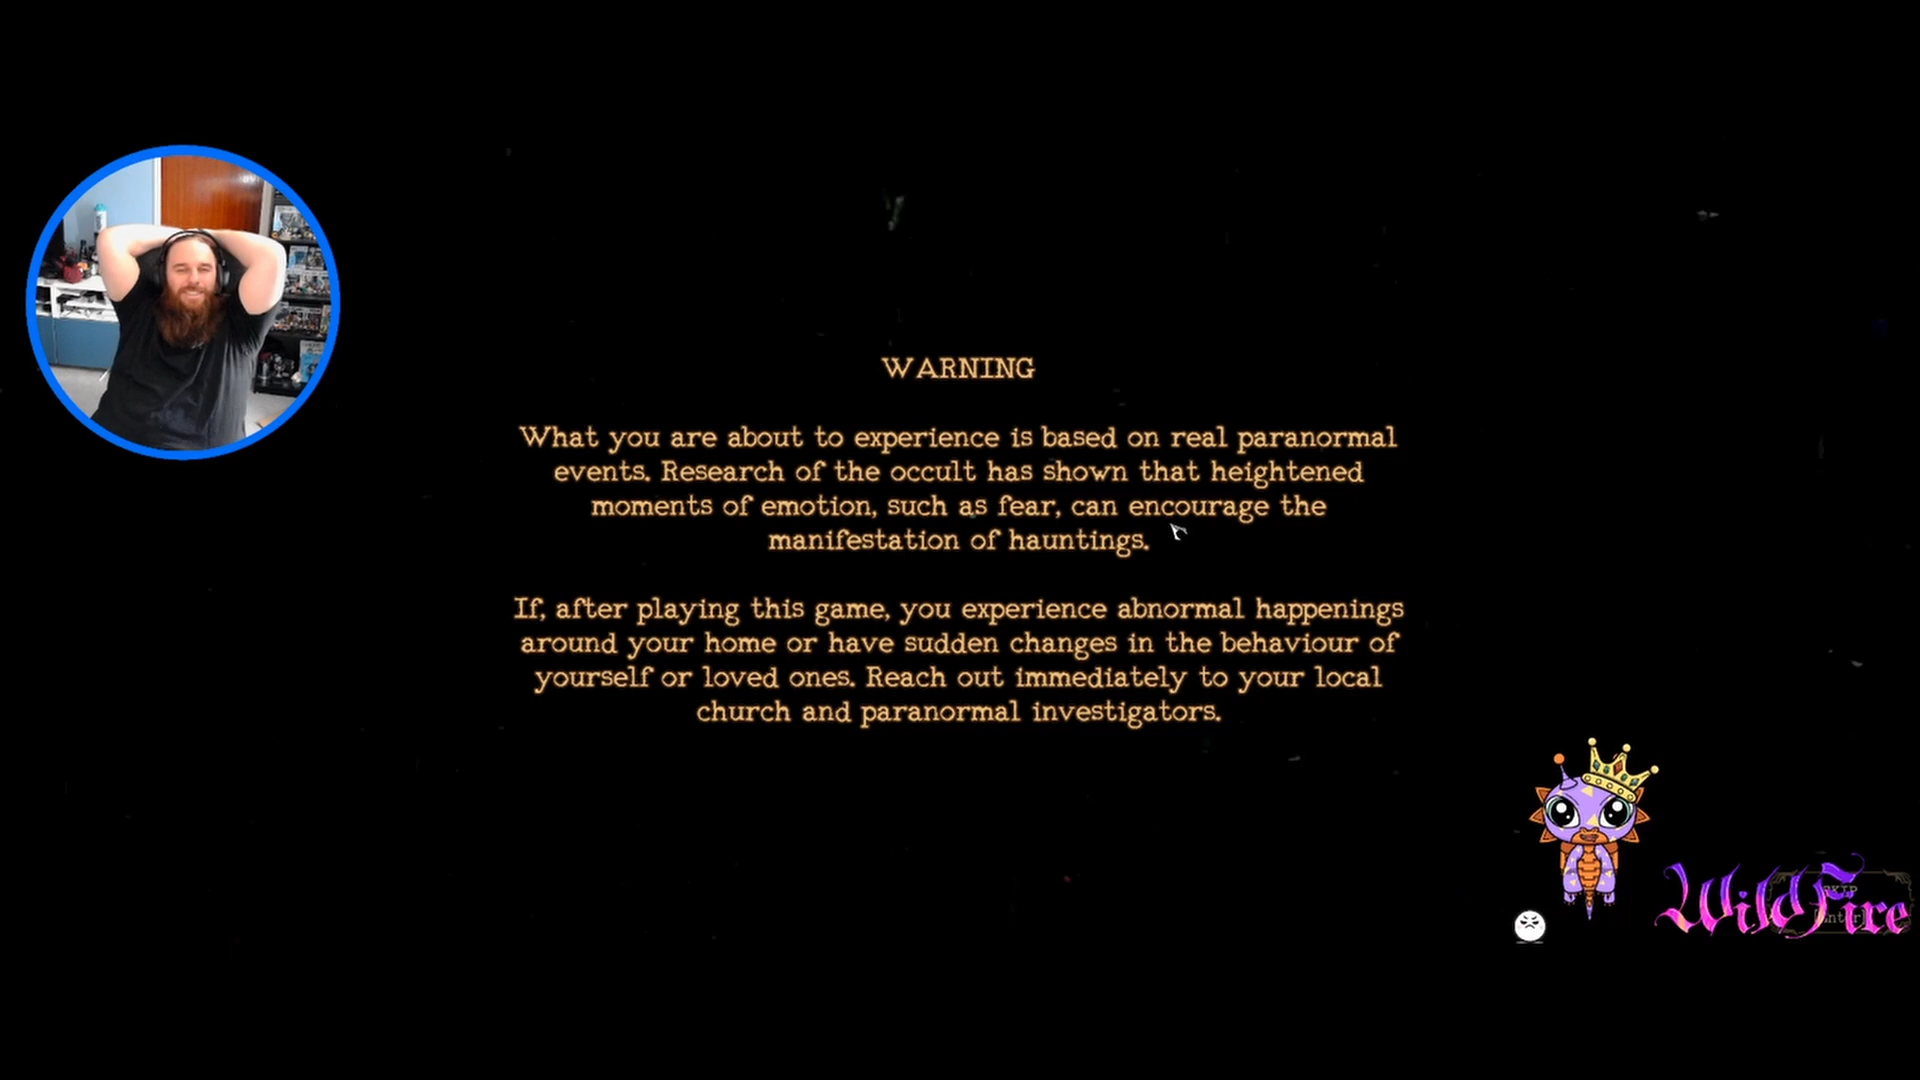 WARNING
What you are about to experience is based on real paranormal
events. Research of the occult has shown that heightened
moments of emotion, such as fear, can encourage the
manifestation of hauntings.
If, after playing this game, you experience abnormal happenings
around your home or have sudden changes in the behaviour of
yourself or loved ones. Reach out immediately to your local
church and paranormal investigators.
SKIP
[Enter]
WildFire